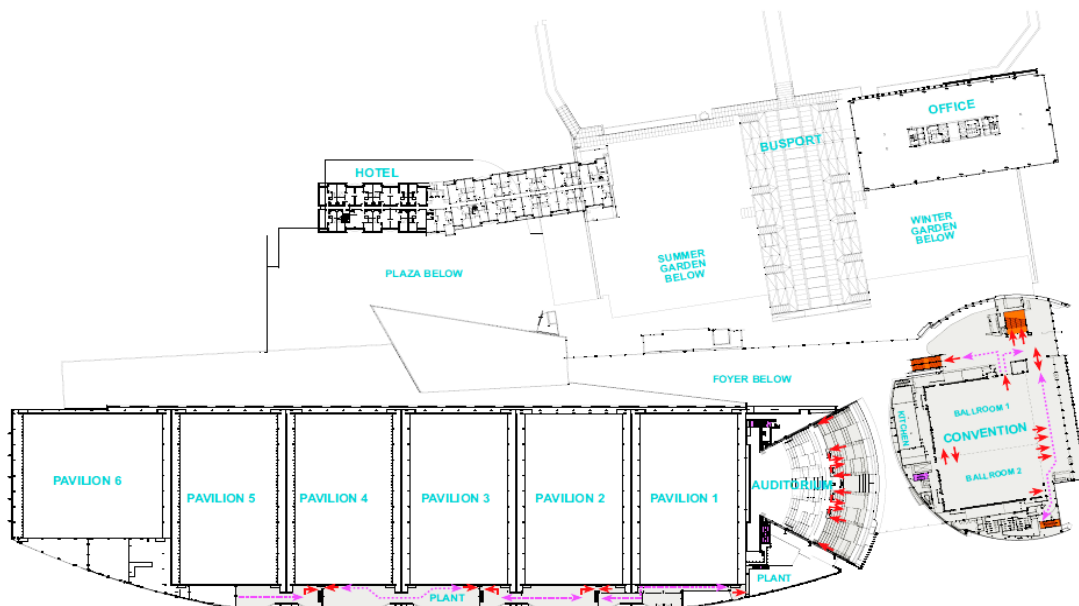 OFFICE
BUSPORT
HOTEL
WINTER
GARDEN
BELOW
SUMMER
GARDEN
BELOW
PLAZA BELOW
FOYER BELOW
KITCHEN
BALLROOM 1
CONVENTION
BALLROOM 2
PAVILION 6
PAVILION 5
PAVILION 4
PAVILION 3
PAVILION 2
PAVILION 1
AUDITORIUM
PLANT
PLANT